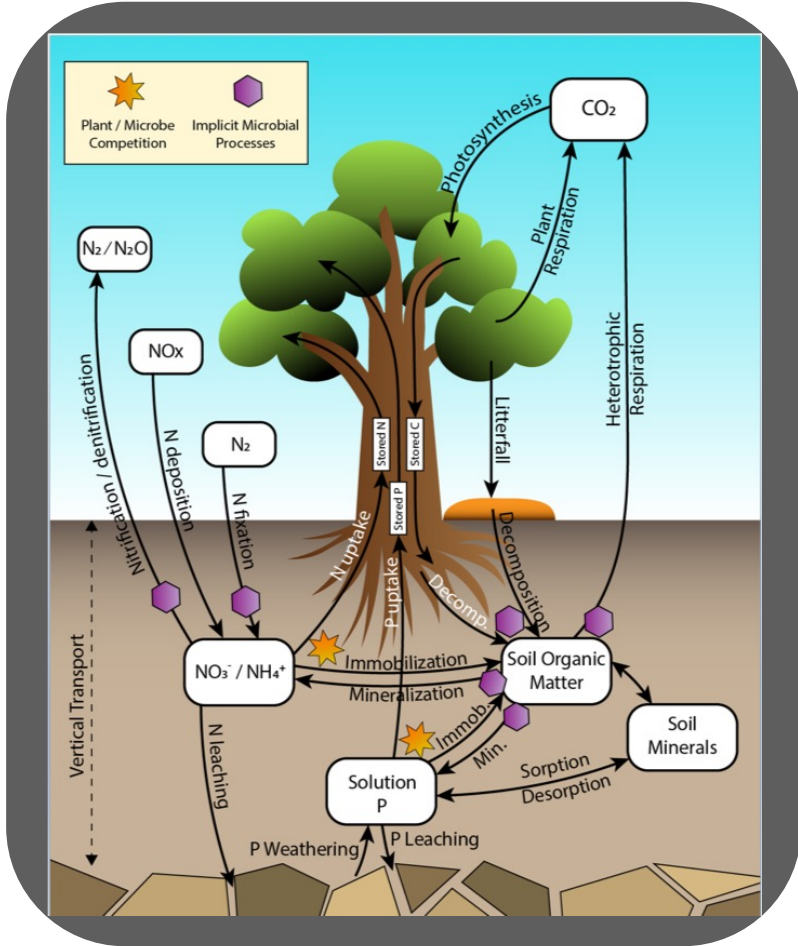 Plant / Microbe
Competition
Implicit Microbial
Processes
CO₂
Photosynthesis
Plant
Respiration
N₂ / N₂O
NOx
N₂
Nitrification / denitrification
N deposition
N fixation
Stored N
Stored P
Stored C
Litterfall
Heterotrophic
Respiration
N uptake
P uptake
Decomp.
Decomposition
Vertical Transport
NO₃⁻ / NH₄⁺
Immobilization
Mineralization
Soil Organic
Matter
Immob.
Min.
Soil
Minerals
N leaching
Solution
P
Sorption
Desorption
P Weathering
P Leaching